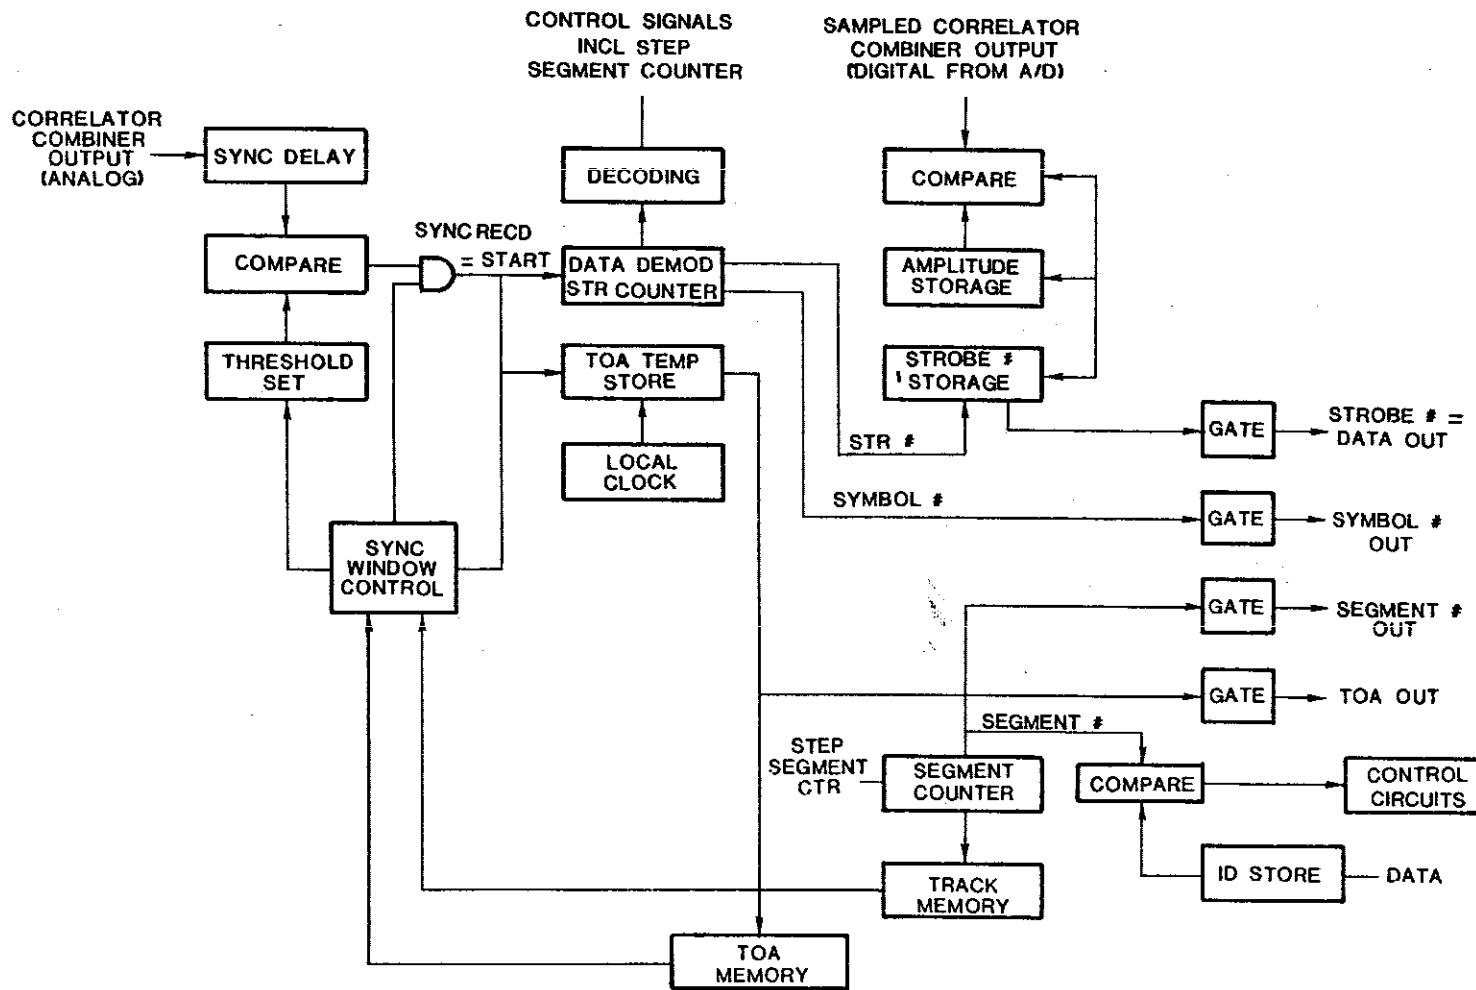 CONTROL SIGNALS
INCL STEP
SEGMENT COUNTER
SAMPLED CORRELATOR
COMBINER OUTPUT
(DIGITAL FROM A/D)
CORRELATOR
COMBINER
OUTPUT
(ANALOG)
SYNC DELAY
DECODING
COMPARE
SYNC RECD
= START
COMPARE
DATA DEMOD
STR COUNTER
AMPLITUDE
STORAGE
THRESHOLD
SET
TOA TEMP
STORE
STROBE #
STORAGE
GATE
STROBE # =
DATA OUT
STR #
LOCAL
CLOCK
SYMBOL #
GATE
SYMBOL #
OUT
SYNC
WINDOW
CONTROL
GATE
SEGMENT #
OUT
GATE
TOA OUT
SEGMENT #
STEP
SEGMENT
CTR
SEGMENT
COUNTER
COMPARE
CONTROL
CIRCUITS
TRACK
MEMORY
ID STORE
DATA
TOA
MEMORY